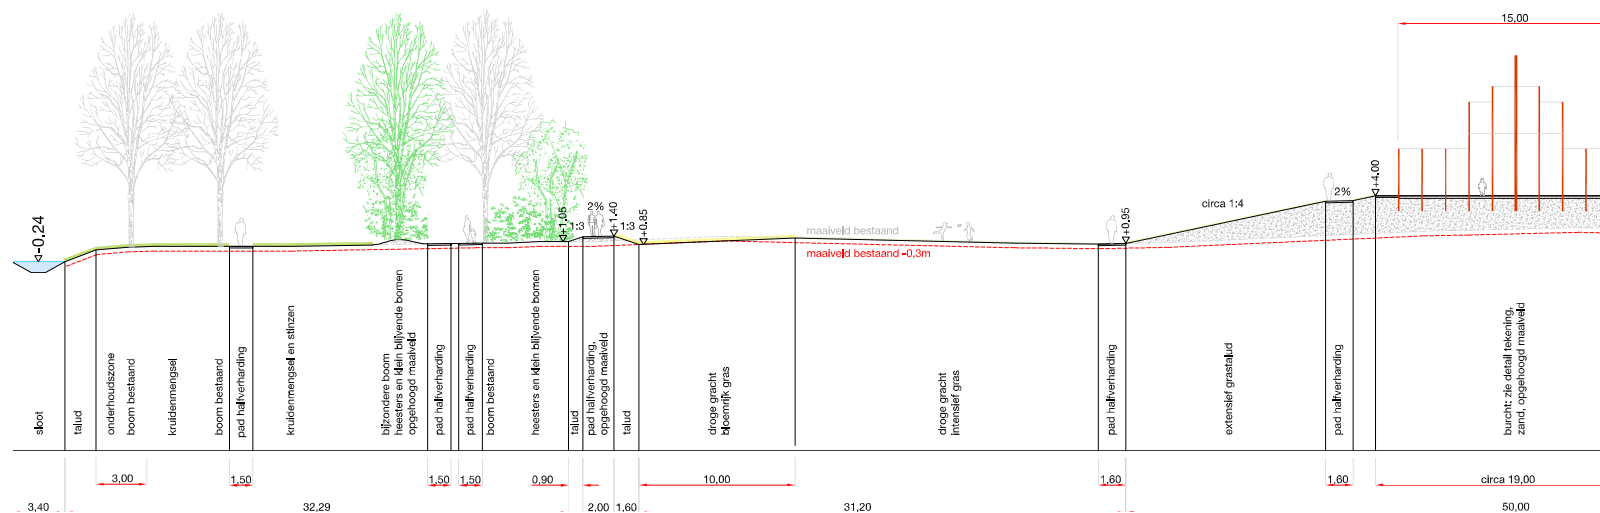 15,00
-0.24
+1.05
1:3
2%
+1.40
1:3
+0.85
maaiveld bestaand
maaiveld bestaand -0,3m
+0.95
circa 1:4
2%
+4.00
sloot
talud
onderhoudszone
boom bestaand
kruidenmengsel
boom bestaand
pad halfverharding
kruidenmengsel en stinzen
bijzondere boom
heesters en klein blijvende bomen
opgehoogd maaiveld
pad halfverharding
pad halfverharding
boom bestaand
heesters en klein blijvende bomen
talud
pad halfverharding,
opgehoogd maaiveld
talud
droge gracht
bloemrijk gras
droge gracht
intensief gras
pad halfverharding
extensief grastalud
pad halfverharding
burcht: zie detail tekening,
zand, opgehoogd maaiveld
3,00
1,50
1,50
1,50
0,90
10,00
1,60
1,60
circa 19,00
3,40
32,29
2,00
1,60
31,20
50,00